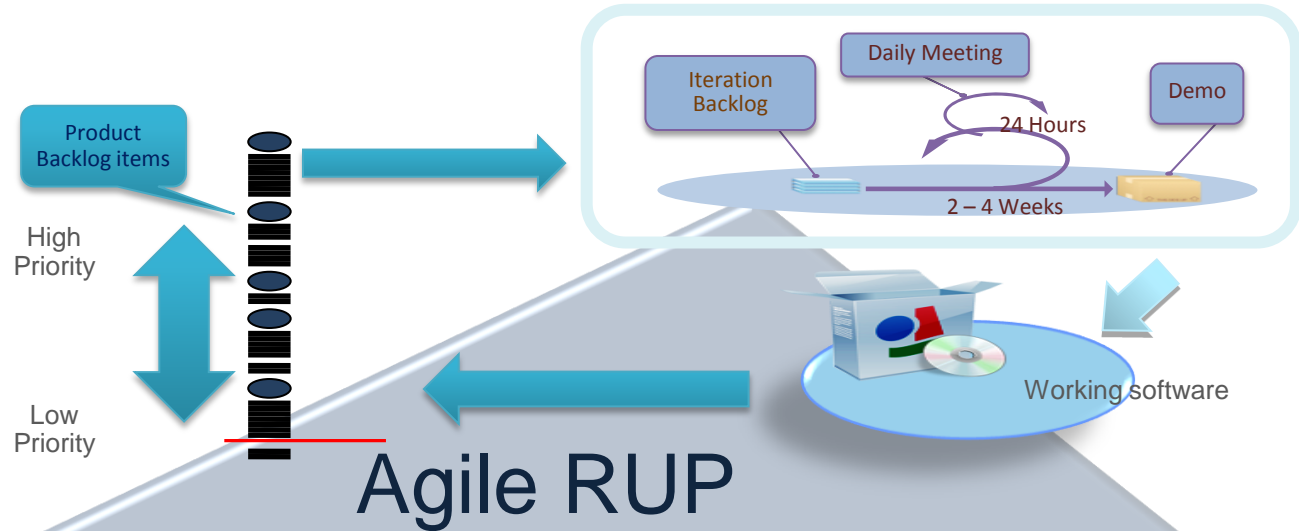 Daily Meeting
Iteration
Backlog
Demo
24 Hours
Product
Backlog items
2 – 4 Weeks
High
Priority
Working software
Low
Priority
Agile RUP